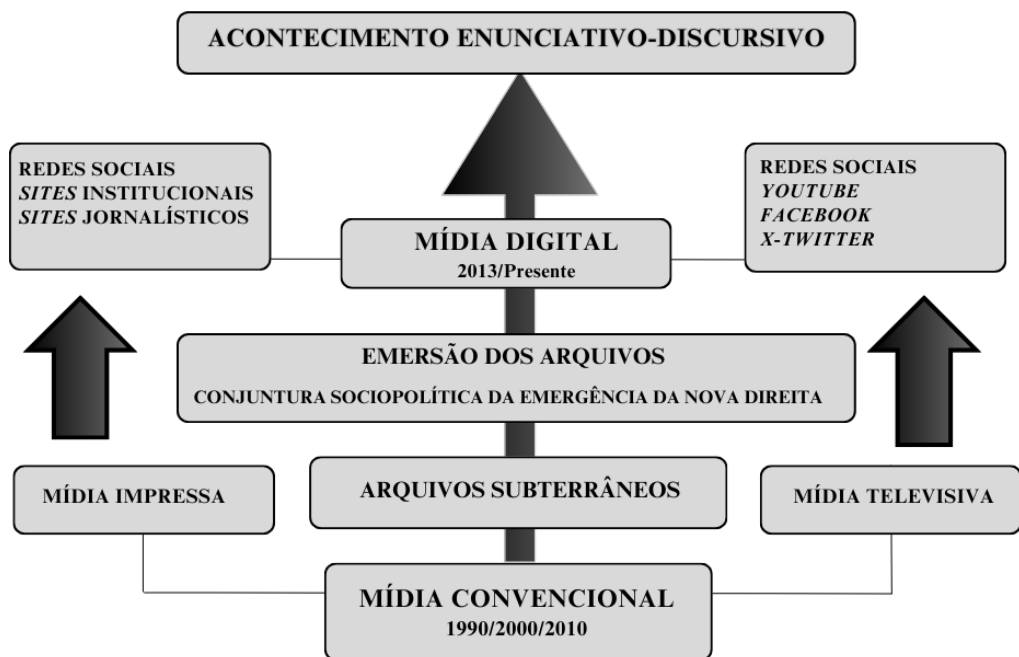 ACONTECIMENTO ENUNCIATIVO-DISCURSIVO
REDES SOCIAIS
SITES INSTITUCIONAIS
SITES JORNALÍSTICOS
REDES SOCIAIS
YOUTUBE
FACEBOOK
X-TWITTER
MÍDIA DIGITAL
2013/Presente
EMERSÃO DOS ARQUIVOS
CONJUNTURA SOCIOPOLÍTICA DA EMERGÊNCIA DA NOVA DIREITA
MÍDIA IMPRESSA
ARQUIVOS SUBTERRÂNEOS
MÍDIA TELEVISIVA
MÍDIA CONVENCIONAL
1990/2000/2010